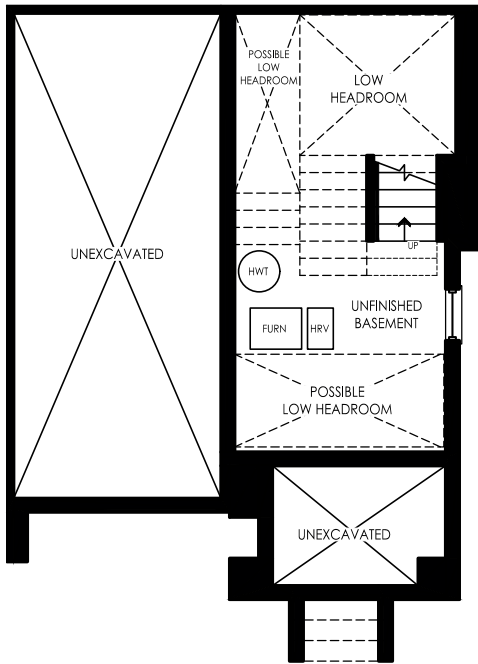 POSSIBLE
LOW
HEADROOM
LOW
HEADROOM
UNEXCAVATED
UP
HWT
UNFINISHED
BASEMENT
FURN
HRV
POSSIBLE
LOW HEADROOM
UNEXCAVATED